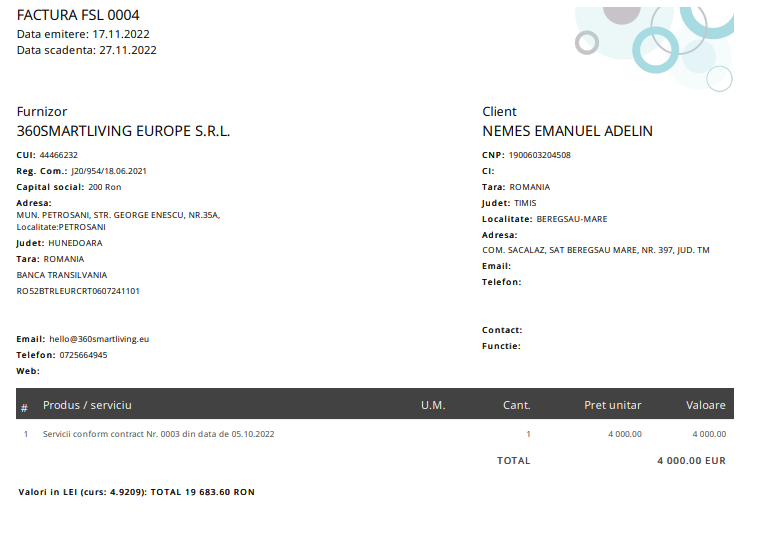 FACTURA FSL 0004
Data emitere: 17.11.2022
Data scadenta: 27.11.2022
Furnizor
360SMARTLIVING EUROPE S.R.L.
CUI: 44466232
Reg. Com.: J20/954/18.06.2021
Capital social: 200 Ron
Adresa:
MUN. PETROSANI, STR. GEORGE ENESCU, NR.35A,
Localitate:PETROSANI
Judet: HUNEDOARA
Tara: ROMANIA
BANCA TRANSILVANIA
RO52BTRLEURCRT0607241101
Email: hello@360smartliving.eu
Telefon: 0725664945
Web:
Client
NEMES EMANUEL ADELIN
CNP: 1900603204508
CI:
Tara: ROMANIA
Judet: TIMIS
Localitate: BEREGSAU-MARE
Adresa:
COM. SACALAZ, SAT BEREGSAU MARE, NR. 397, JUD. TM
Email:
Telefon:
Contact:
Functie:
# Produs / serviciu U.M. Cant. Pret unitar Valoare
1 Servicii conform contract Nr. 0003 din data de 05.10.2022 1 4 000.00 4 000.00
TOTAL 4 000.00 EUR
Valori in LEI (curs: 4.9209): TOTAL 19 683.60 RON